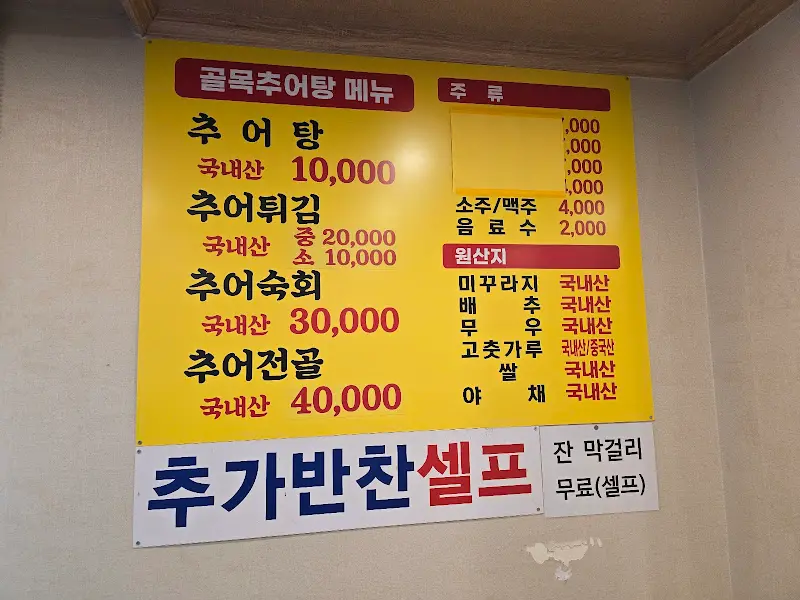 골목추어탕 메뉴
추 어 탕
국내산 10,000
추어튀김
국내산 중 20,000
소 10,000
추어숙회
국내산 30,000
추어전골
국내산 40,000
주 류
,000
,000
,000
,000
소주/맥주 4,000
음 료 수 2,000
원산지
미꾸라지 국내산
배 추 국내산
무 우 국내산
고춧가루 국내산/중국산
쌀 국내산
야 채 국내산
추가반찬셀프
잔 막걸리
무료(셀프)